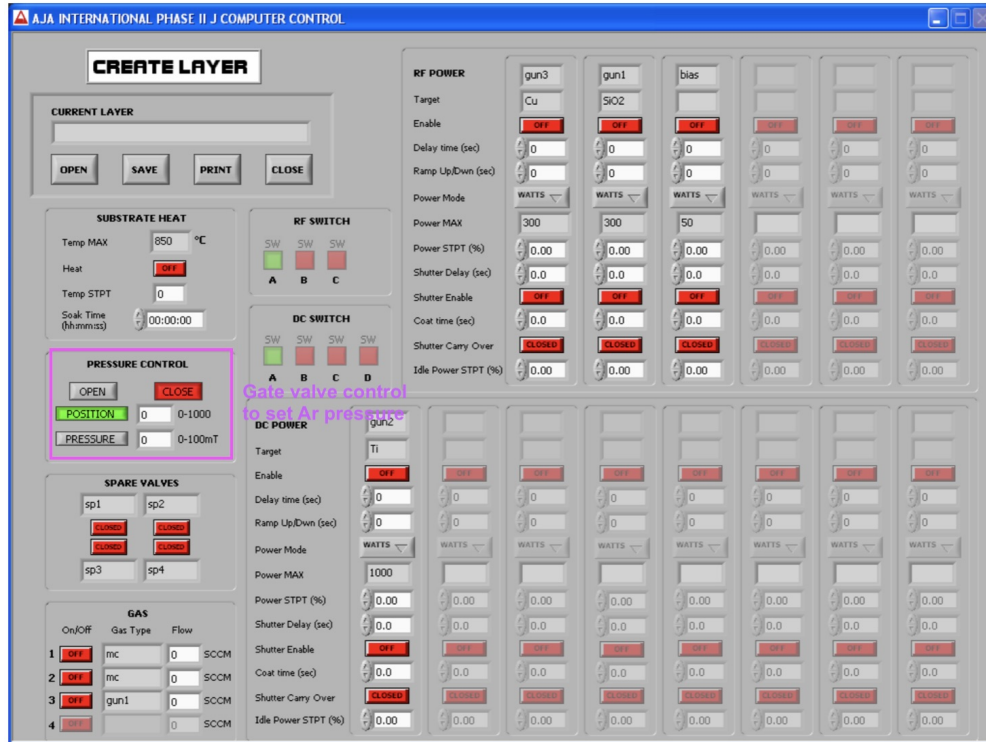 AJA INTERNATIONAL PHASE II J COMPUTER CONTROL
CREATE LAYER
CURRENT LAYER
OPEN SAVE PRINT CLOSE
SUBSTRATE HEAT
Temp MAX 850 °C
Heat OFF
Temp STPT 0
Soak Time (hh:mm:ss) 00:00:00
RF SWITCH
SW SW SW
A B C
DC SWITCH
SW SW SW SW
A B C D
PRESSURE CONTROL
OPEN CLOSE
POSITION 0 0-1000
PRESSURE 0 0-100mT
Gate valve control
to set Ar pressure
SPARE VALVES
sp1 sp2
CLOSED CLOSED
CLOSED CLOSED
sp3 sp4
GAS
On/Off Gas Type Flow
1 OFF mc 0 SCCM
2 OFF mc 0 SCCM
3 OFF gun1 0 SCCM
4 OFF 0 SCCM
RF POWER gun3 gun1 bias
Target Cu SiO2
Enable OFF OFF OFF OFF OFF OFF
Delay time (sec) 0 0 0 0 0 0
Ramp Up/Dwn (sec) 0 0 0 0 0 0
Power Mode WATTS WATTS WATTS WATTS WATTS WATTS
Power MAX 300 300 50
Power STPT (%) 0.00 0.00 0.00 0.00 0.00 0.00
Shutter Delay (sec) 0.0 0.0 0.0 0.0 0.0 0.0
Shutter Enable OFF OFF OFF OFF OFF OFF
Coat time (sec) 0.0 0.0 0.0 0.0 0.0 0.0
Shutter Carry Over CLOSED CLOSED CLOSED CLOSED CLOSED CLOSED
Idle Power STPT (%) 0.00 0.00 0.00 0.00 0.00 0.00
DC POWER gun2
Target Ti
Enable OFF OFF OFF OFF OFF OFF OFF OFF
Delay time (sec) 0 0 0 0 0 0 0 0
Ramp Up/Dwn (sec) 0 0 0 0 0 0 0 0
Power Mode WATTS WATTS WATTS WATTS WATTS WATTS WATTS WATTS
Power MAX 1000
Power STPT (%) 0.00 0.00 0.00 0.00 0.00 0.00 0.00 0.00
Shutter Delay (sec) 0.0 0.0 0.0 0.0 0.0 0.0 0.0 0.0
Shutter Enable OFF OFF OFF OFF OFF OFF OFF OFF
Coat time (sec) 0.0 0.0 0.0 0.0 0.0 0.0 0.0 0.0
Shutter Carry Over CLOSED CLOSED CLOSED CLOSED CLOSED CLOSED CLOSED CLOSED
Idle Power STPT (%) 0.00 0.00 0.00 0.00 0.00 0.00 0.00 0.00